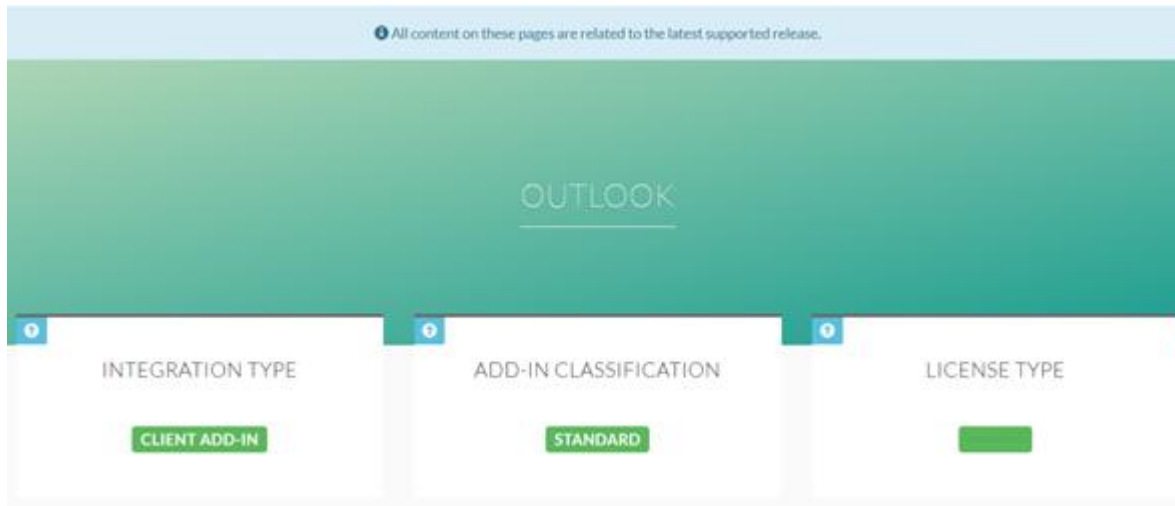 All content on these pages are related to the latest supported release.
OUTLOOK
INTEGRATION TYPE
ADD-IN CLASSIFICATION
LICENSE TYPE
CLIENT ADD-IN
STANDARD